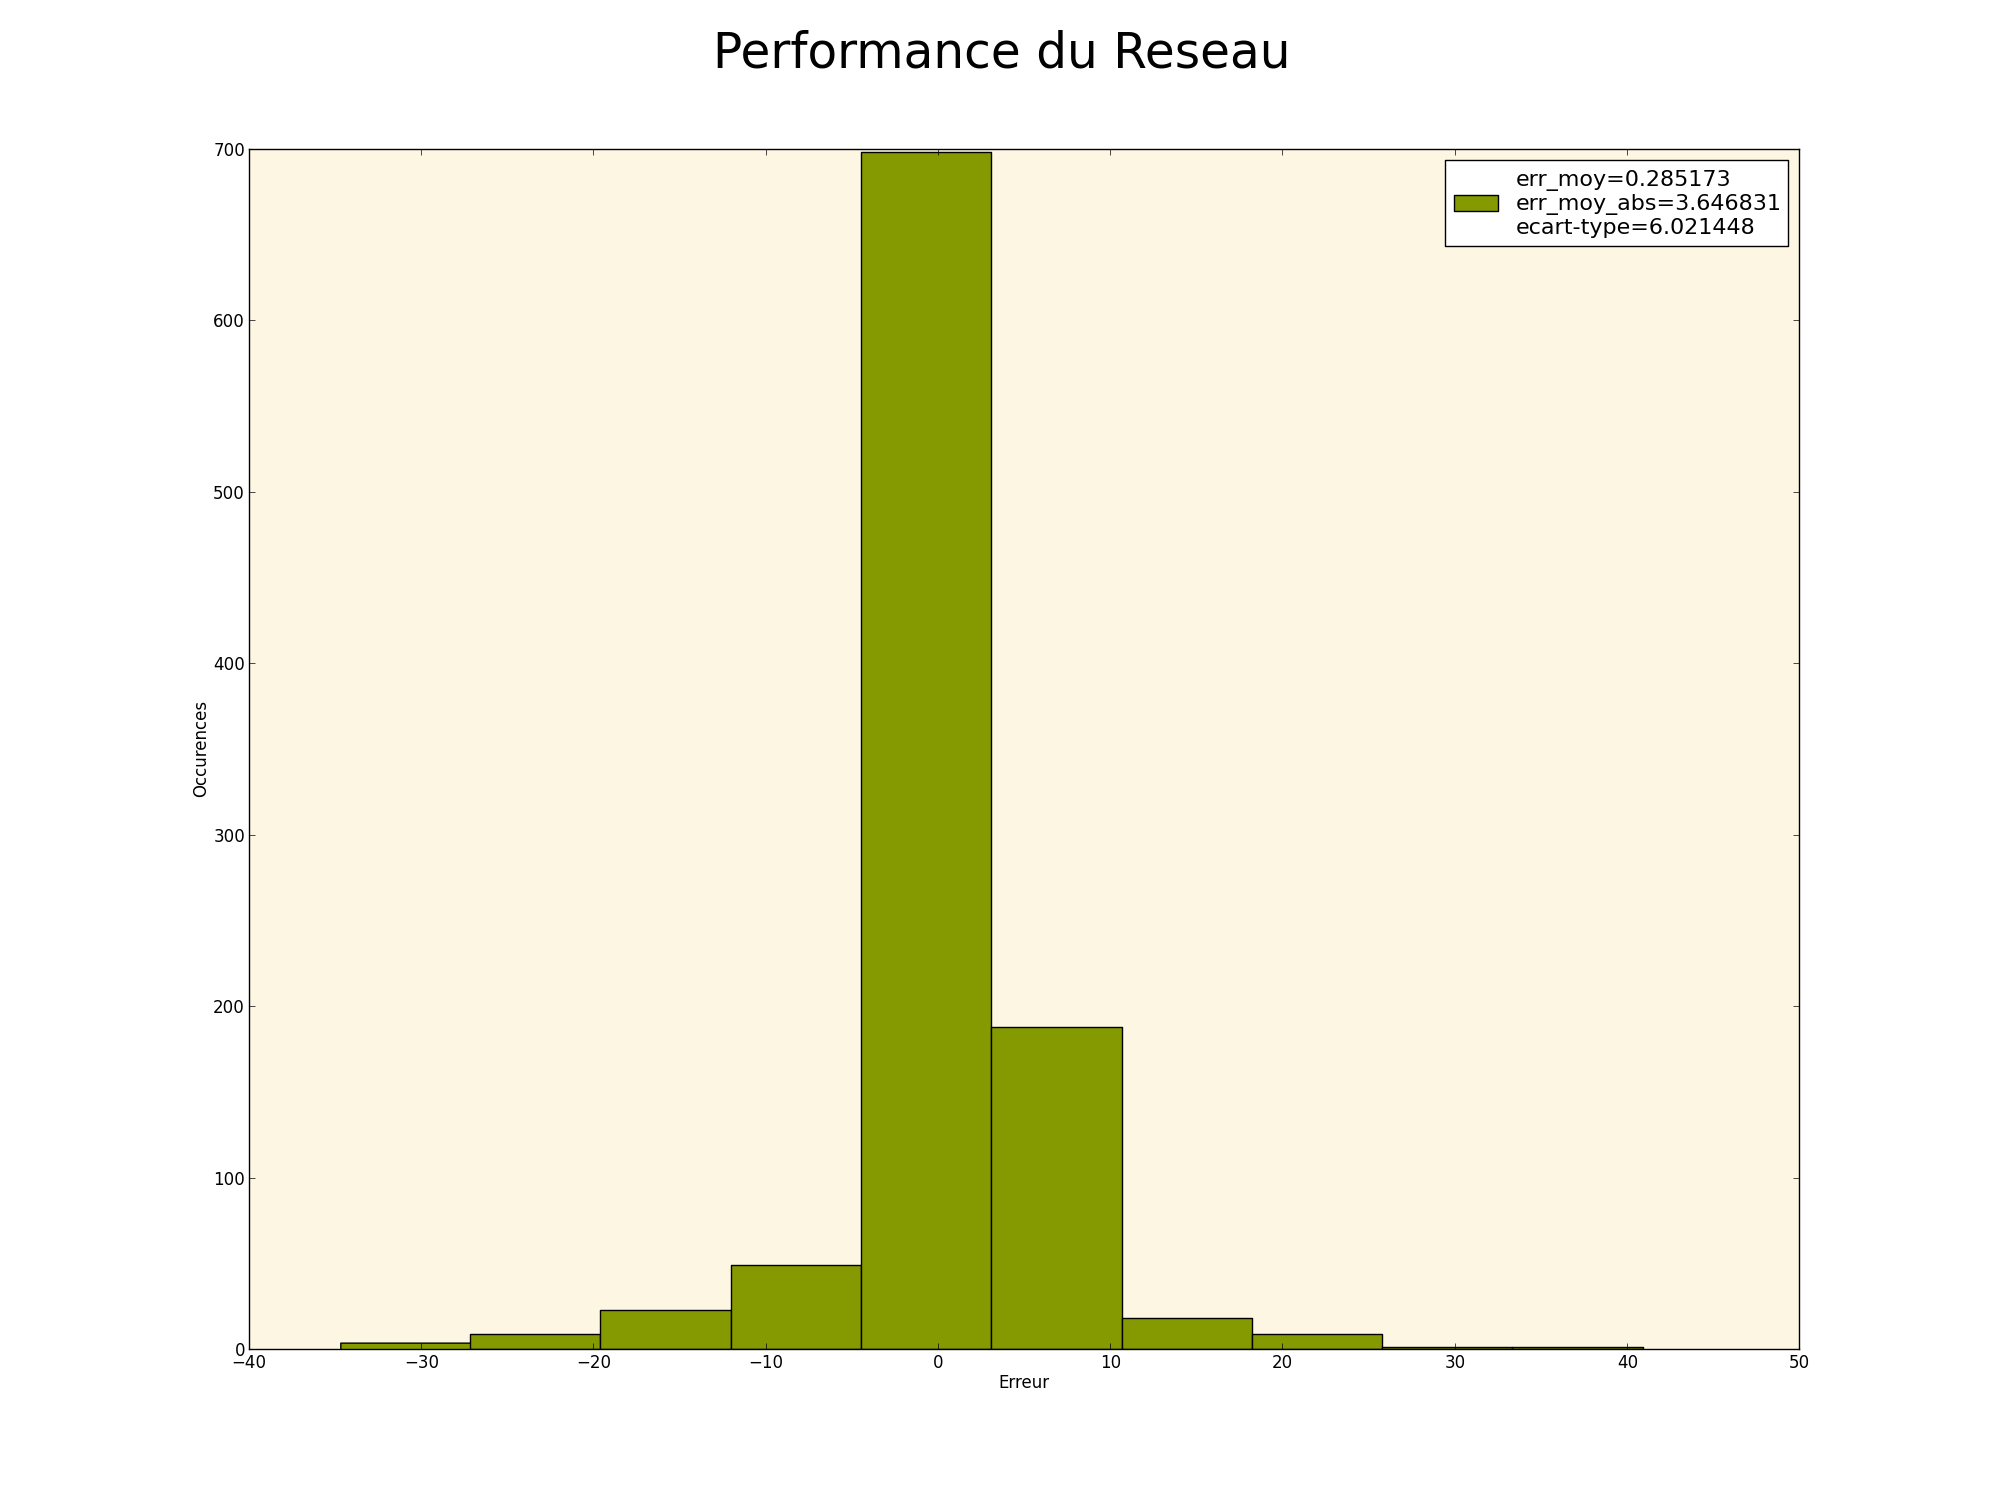 Performance du Reseau
err_moy=0.285173
err_moy_abs=3.646831
ecart-type=6.021448
700
600
500
400
300
200
100
0
Occurences
−40 −30 −20 −10 0 10 20 30 40 50
Erreur